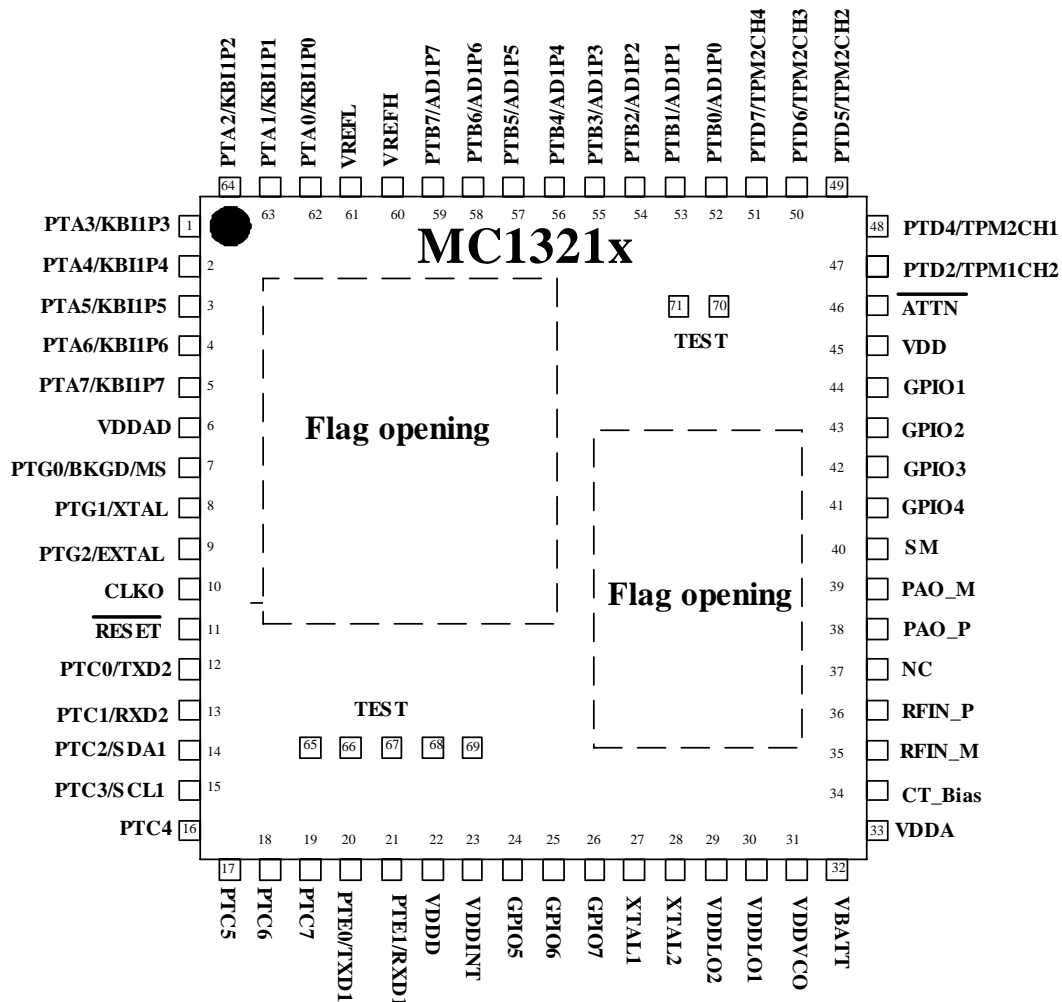 PTA2/KBI1P2
PTA1/KBI1P1
PTA0/KBI1P0
VREFL
VREFH
PTB7/AD1P7
PTB6/AD1P6
PTB5/AD1P5
PTB4/AD1P4
PTB3/AD1P3
PTB2/AD1P2
PTB1/AD1P1
PTB0/AD1P0
PTD7/TPM2CH4
PTD6/TPM2CH3
PTD5/TPM2CH2
64
63
62
61
60
59
58
57
56
55
54
53
52
51
50
49
MC1321x
PTA3/KBI1P3 1
PTA4/KBI1P4 2
PTA5/KBI1P5 3
PTA6/KBI1P6 4
PTA7/KBI1P7 5
VDDAD 6
PTG0/BKGD/MS 7
PTG1/XTAL 8
PTG2/EXTAL 9
CLKO 10
RESET 11
PTC0/TXD2 12
PTC1/RXD2 13
PTC2/SDA1 14
PTC3/SCL1 15
PTC4 16
71 70
TEST
Flag opening
Flag opening
TEST
65 66 67 68 69
48 PTD4/TPM2CH1
47 PTD2/TPM1CH2
46 ATTN
45 VDD
44 GPIO1
43 GPIO2
42 GPIO3
41 GPIO4
40 SM
39 PAO_M
38 PAO_P
37 NC
36 RFIN_P
35 RFIN_M
34 CT_Bias
33 VDDA
17
18
19
20
21
22
23
24
25
26
27
28
29
30
31
32
PTC5
PTC6
PTC7
PTE0/TXD1
PTE1/RXD1
VDDD
VDDINT
GPIO5
GPIO6
GPIO7
XTAL1
XTAL2
VDDLO2
VDDLO1
VDDVCO
VBATT